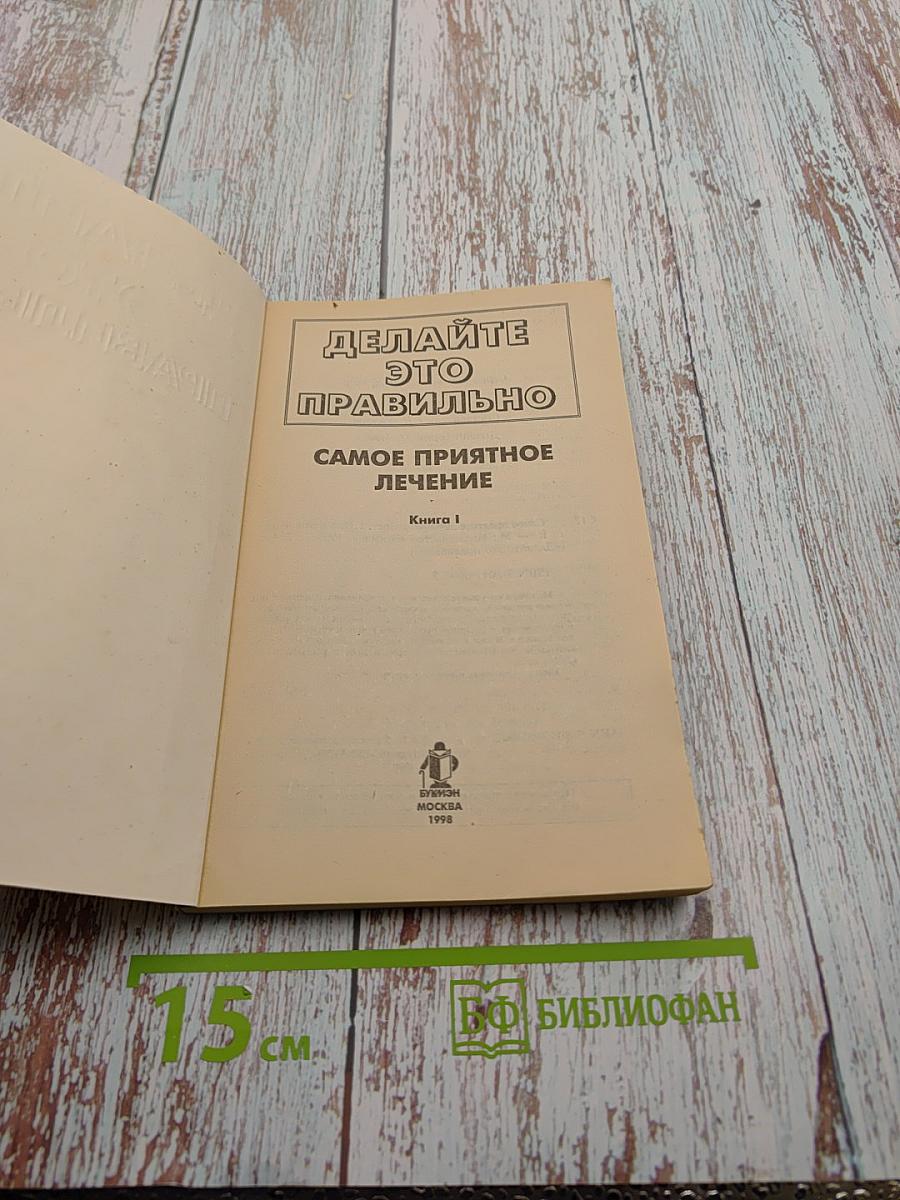 ДЕЛАЙТЕ
ЭТО
ПРАВИЛЬНО
САМОЕ ПРИЯТНОЕ
ЛЕЧЕНИЕ
Книга I
БУКМЭН
МОСКВА
1998
15 см
БФ БИБЛИОФАН